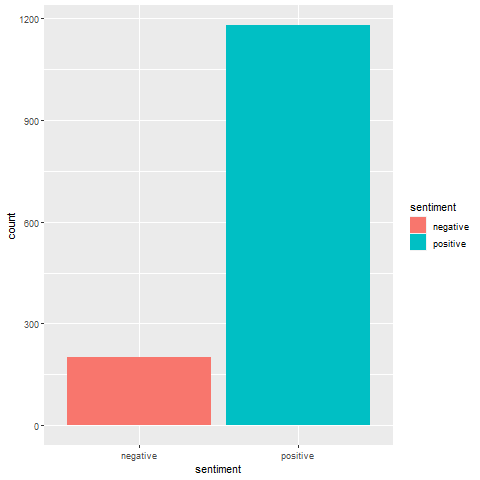 1200
900
600
300
0
count
negative
positive
sentiment
sentiment
negative
positive